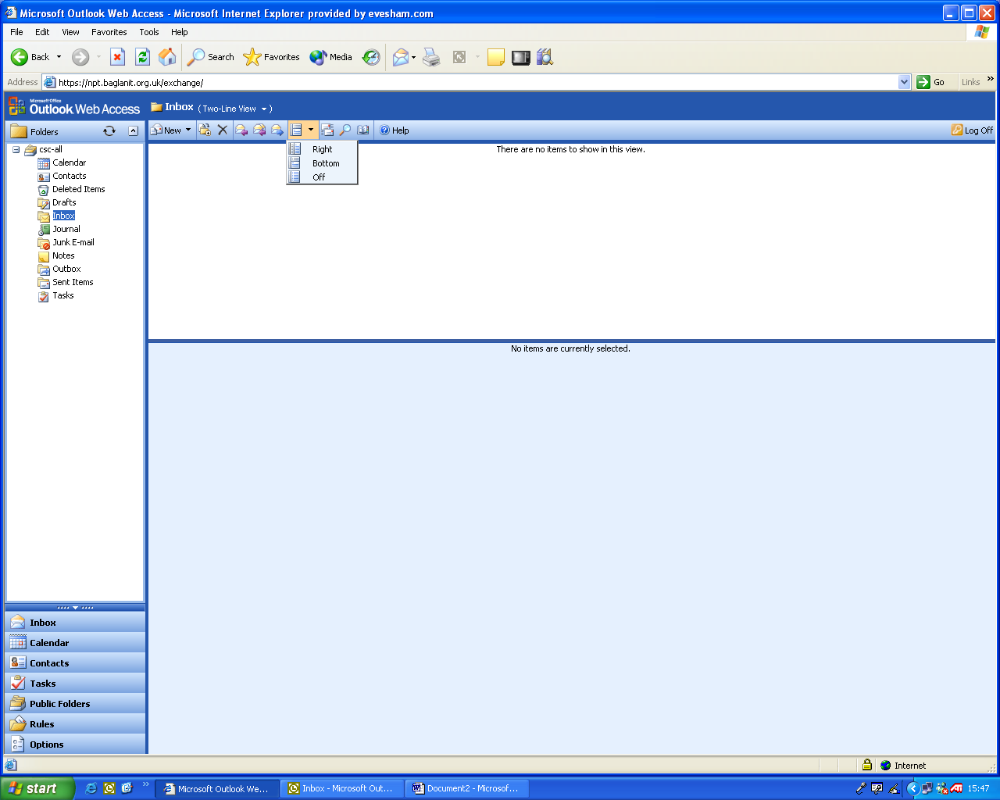 Microsoft Outlook Web Access - Microsoft Internet Explorer provided by evesham.com
File Edit View Favorites Tools Help
Back Search Favorites Media
Address https://npt.baglanit.org.uk/exchange/ Go Links »
Microsoft Office
Outlook Web Access Inbox ( Two-Line View )
Folders New Help Log Off
csc-all
Calendar
Contacts
Deleted Items
Drafts
Inbox
Journal
Junk E-mail
Notes
Outbox
Sent Items
Tasks
Right
Bottom
Off
There are no items to show in this view.
No items are currently selected.
Inbox
Calendar
Contacts
Tasks
Public Folders
Rules
Options
Internet
start » Microsoft Outlook We... Inbox - Microsoft Out... Document2 - Microsof... ATI 15:47